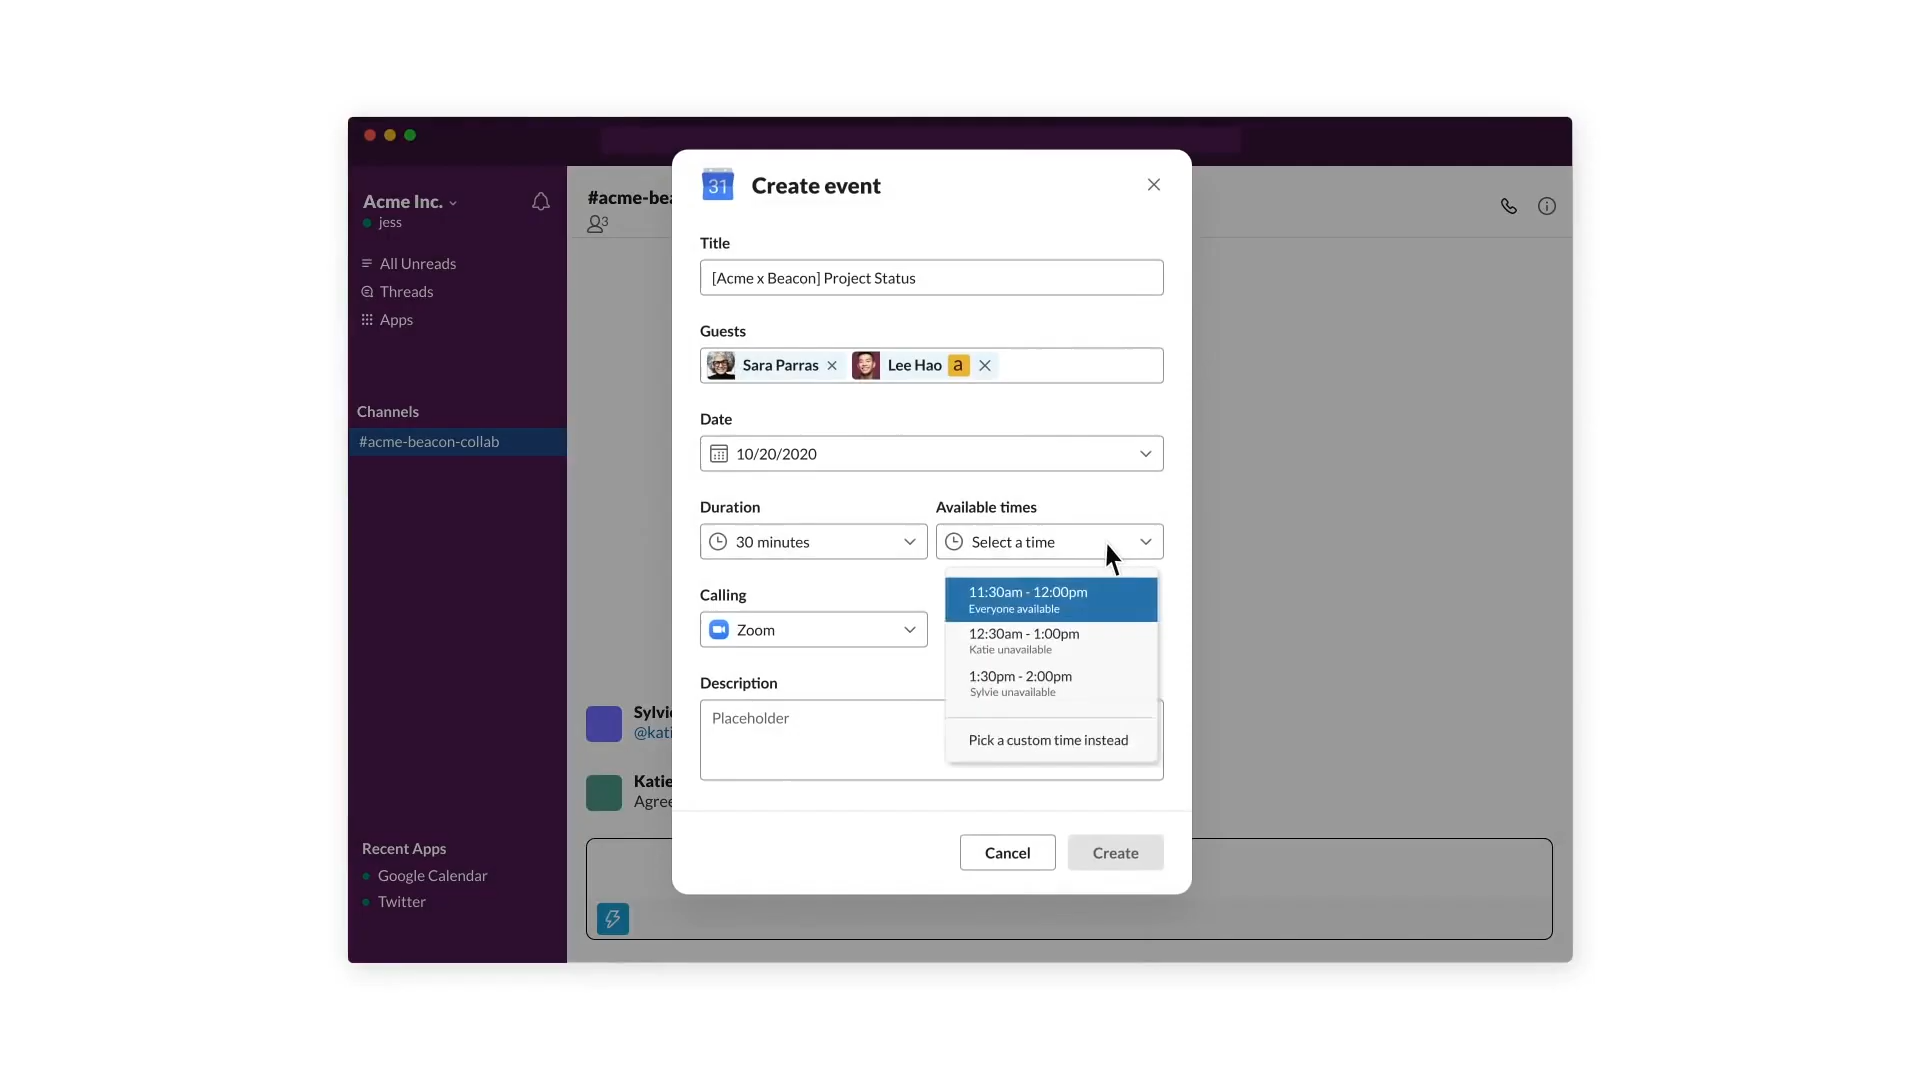 Acme Inc.
jess
All Unreads
Threads
Apps
Channels
#acme-beacon-collab
Recent Apps
Google Calendar
Twitter
#acme-bea
3
Sylvie
@kati
Katie
Agree
31 Create event
Title
[Acme x Beacon] Project Status
Guests
Sara Parras Lee Hao a
Date
10/20/2020
Duration Available times
30 minutes Select a time
11:30am - 12:00pm
Everyone available
12:30am - 1:00pm
Katie unavailable
1:30pm - 2:00pm
Sylvie unavailable
Pick a custom time instead
Calling
Zoom
Description
Placeholder
Cancel Create